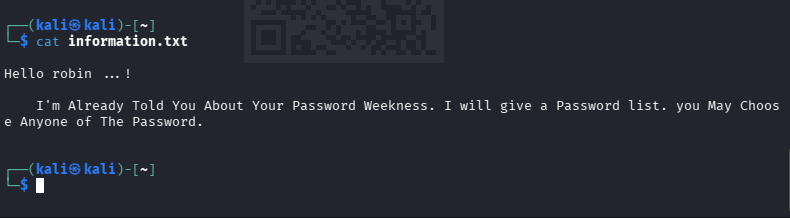 ┌──(kali㉿kali)-[~]
└─$ cat information.txt
Hello robin ...!
I'm Already Told You About Your Password Weekness. I will give a Password list. you May Choos
e Anyone of The Password.
┌──(kali㉿kali)-[~]
└─$